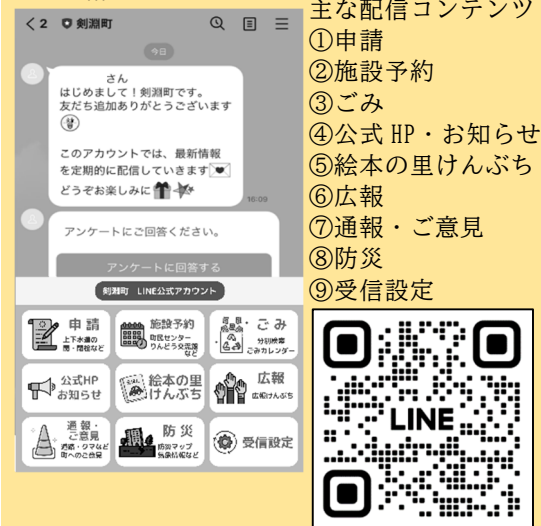 2 剣淵町
今日
さん
はじめまして！剣淵町です。
友だち追加ありがとうございます
このアカウントでは、最新情報
を定期的に配信していきます
どうぞお楽しみに
16:09
アンケートにご回答ください。
アンケートに回答する
剣淵町 LINE公式アカウント
申請
上下水道の
開・閉栓など
施設予約
町民センター
りんどう交流館
など
ごみ
分別検索
ごみカレンダー
公式HP
お知らせ
絵本の里
けんぶち
広報
広報けんぶち
通報・
ご意見
道路・クマなど
町へのご意見
防災
防災マップ
気象情報など
受信設定
主な配信コンテンツ
①申請
②施設予約
③ごみ
④公式HP・お知らせ
⑤絵本の里けんぶち
⑥広報
⑦通報・ご意見
⑧防災
⑨受信設定
LINE